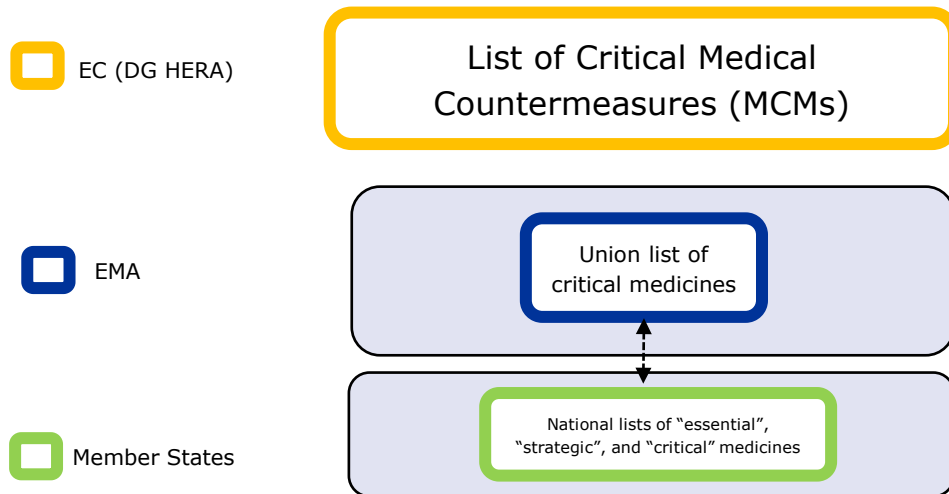 EC (DG HERA)
List of Critical Medical
Countermeasures (MCMs)
EMA
Union list of
critical medicines
Member States
National lists of “essential”,
“strategic”, and “critical” medicines